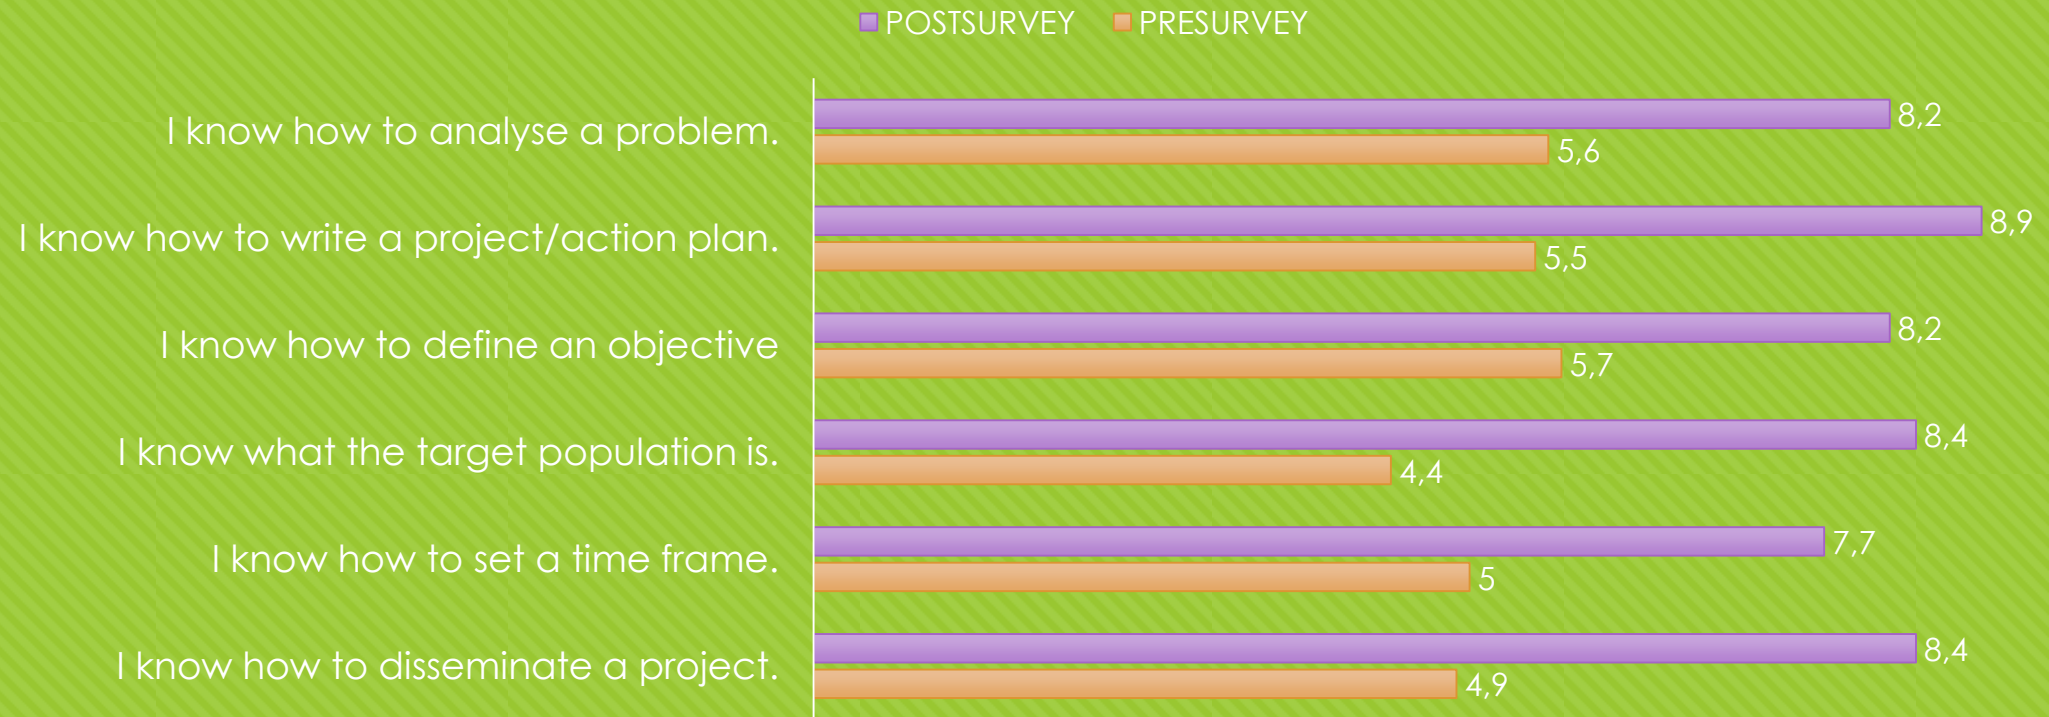 POSTSURVEY PRESURVEY
I know how to analyse a problem.
8,2
5,6
I know how to write a project/action plan.
8,9
5,5
I know how to define an objective
8,2
5,7
I know what the target population is.
8,4
4,4
I know how to set a time frame.
7,7
5
I know how to disseminate a project.
8,4
4,9